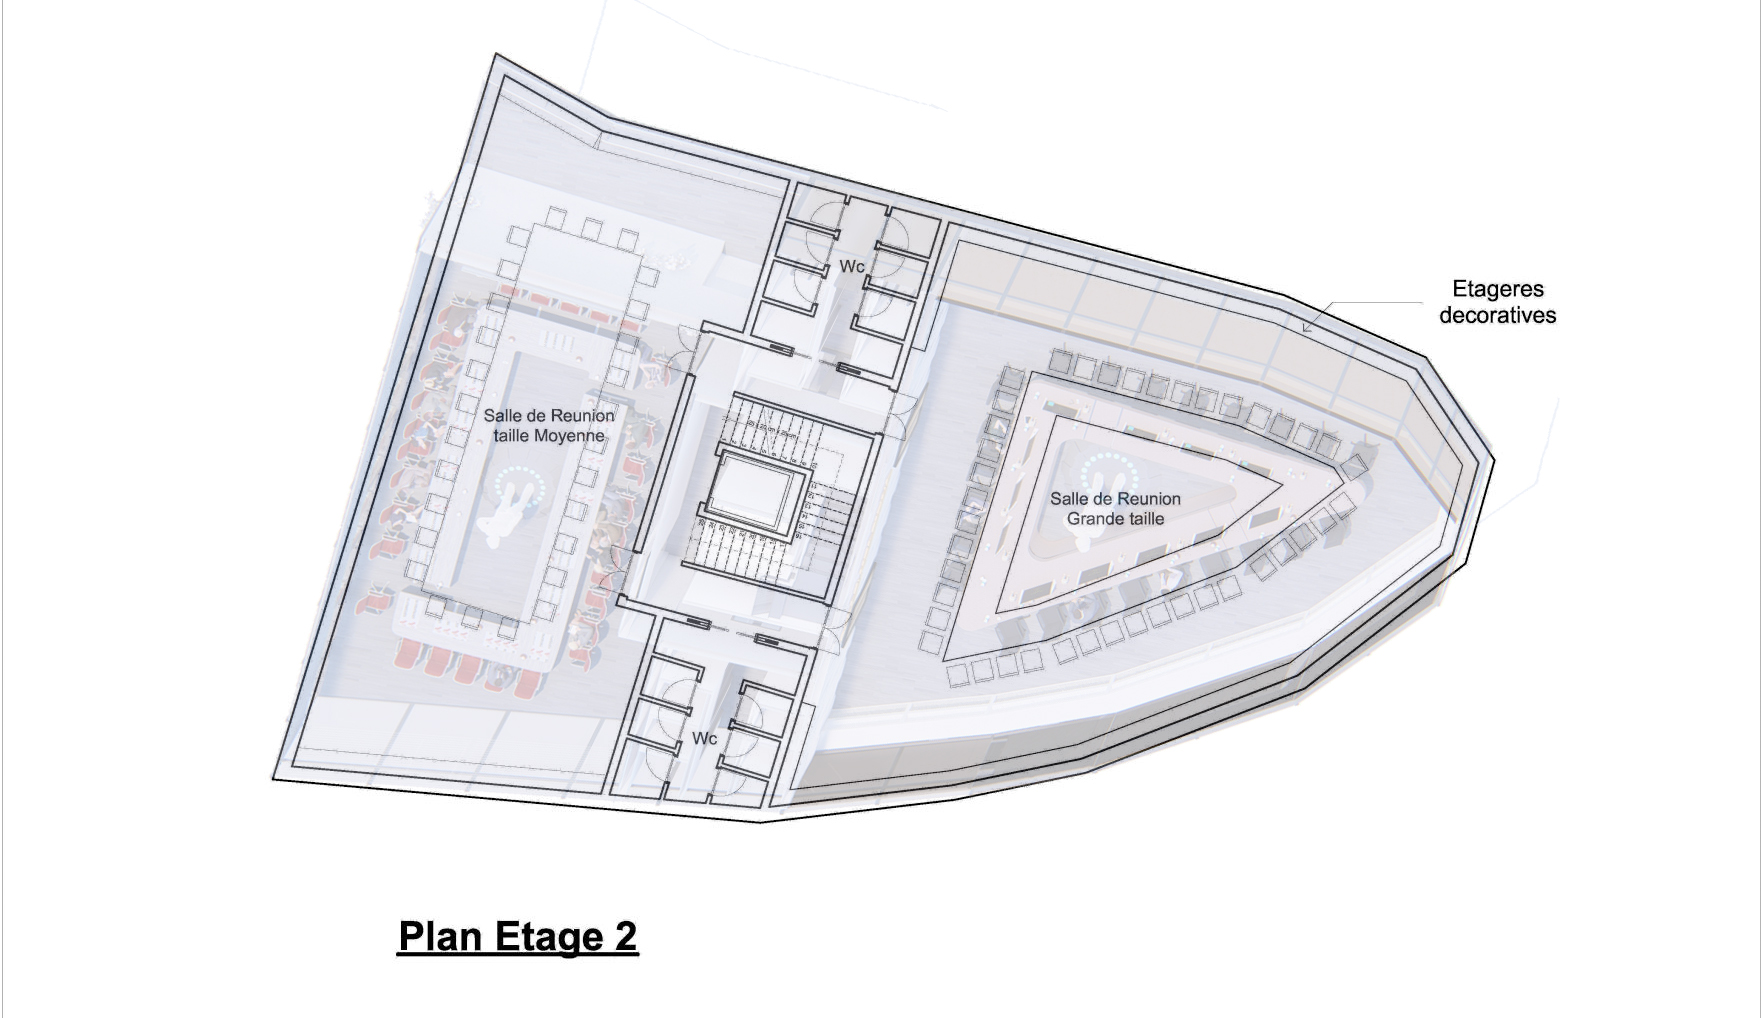 Wc
Etageres
decoratives
Salle de Reunion
taille Moyenne
Salle de Reunion
Grande taille
Wc
Plan Etage 2